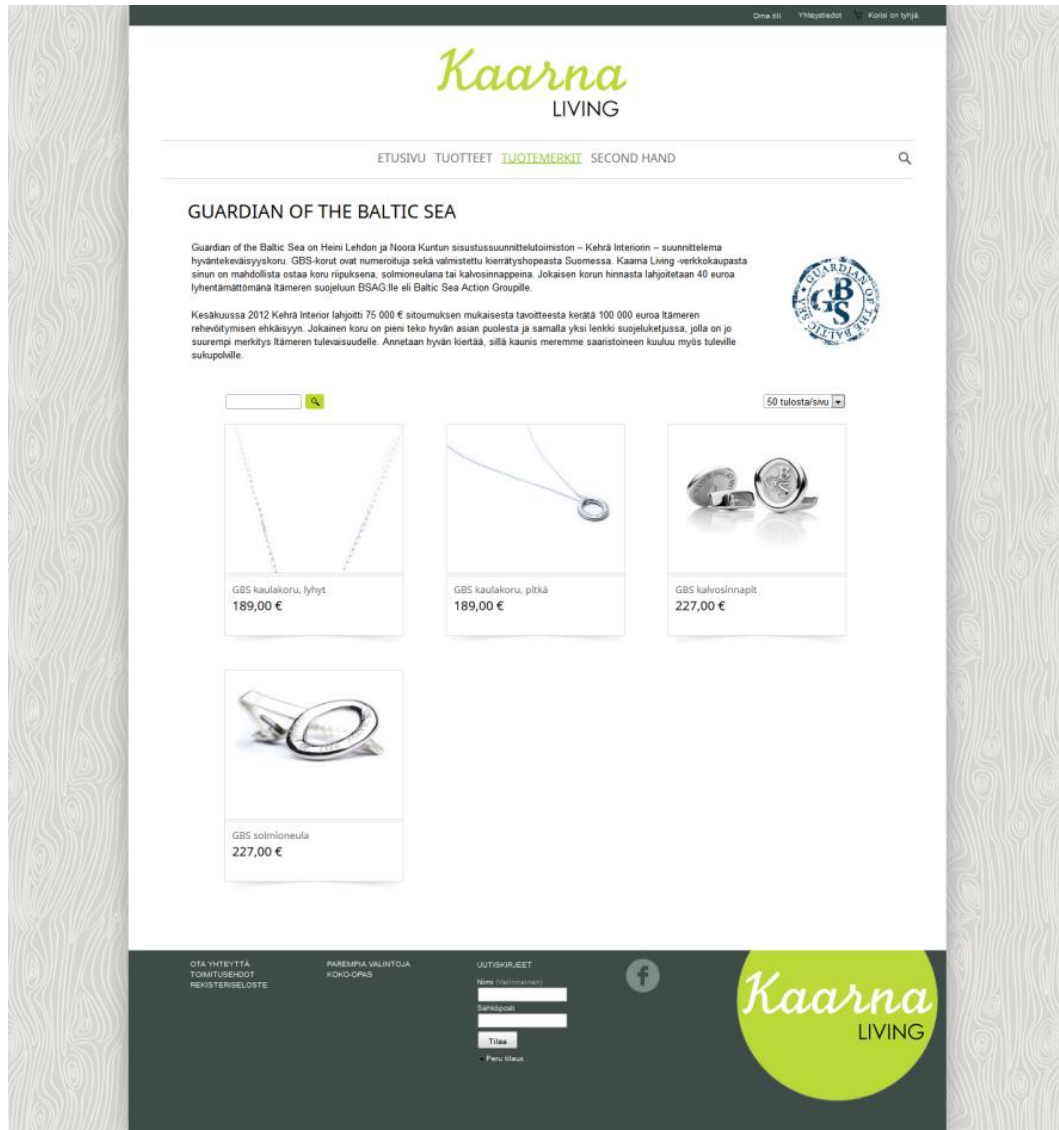 Oma tili Yhteystiedot Korisi on tyhjä.
Kaarna
LIVING
ETUSIVU TUOTTEET TUOTEMERKIT SECOND HAND
GUARDIAN OF THE BALTIC SEA
Guardian of the Baltic Sea on Heini Lehdon ja Noora Kuntun sisustussuunnittelutoimiston – Kehrä Interiorin – suunnittelema
hyväntekeväisyyskoru. GBS-korut ovat numeroituja sekä valmistettu kierrätyshopeasta Suomessa. Kaarna Living -verkkokaupasta
sinun on mahdollista ostaa koru riipuksena, solmioneulana tai kalvosinnappeina. Jokaisen korun hinnasta lahjoitetaan 40 euroa
lyhentämättömänä Itämeren suojeluun BSAG:lle eli Baltic Sea Action Groupille.
Kesäkuussa 2012 Kehrä Interior lahjoitti 75 000 € sitoumuksen mukaisesta tavoitteesta kerätä 100 000 euroa Itämeren
rehevöitymisen ehkäisyyn. Jokainen koru on pieni teko hyvän asian puolesta ja samalla yksi lenkki suojeluketjussa, jolla on jo
suurempi merkitys Itämeren tulevaisuudelle. Annetaan hyvän kiertää, sillä kaunis meremme saaristoineen kuuluu myös tuleville
sukupolville.
GUARDIAN OF THE BALTIC SEA
GBS
50 tulosta/sivu
GBS kaulakoru, lyhyt
189,00 €
GBS kaulakoru, pitkä
189,00 €
GBS kalvosinnapit
227,00 €
GBS solmioneula
227,00 €
OTA YHTEYTTÄ
TOIMITUSEHDOT
REKISTERISELOSTE
PAREMPIA VALINTOJA
KOKO-OPAS
UUTISKIRJEET
Nimi (Valinnainen)
Sähköposti
Tilaa
Peru tilaus
f
Kaarna
LIVING